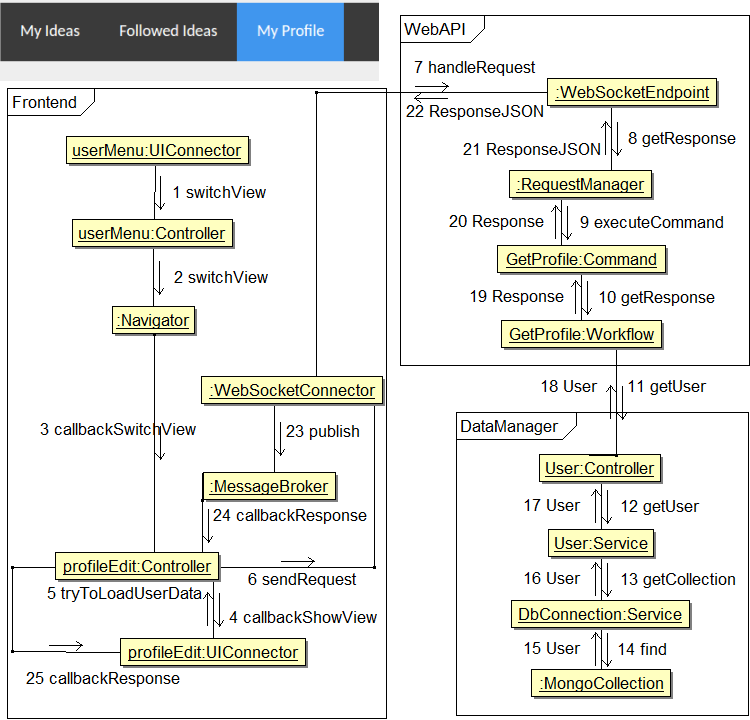 My Ideas Followed Ideas My Profile
Frontend
userMenu:UIConnector
1 switchView
userMenu:Controller
2 switchView
:Navigator
3 callbackSwitchView
:WebSocketConnector
23 publish
:MessageBroker
24 callbackResponse
profileEdit:Controller
6 sendRequest
5 tryToLoadUserData
4 callbackShowView
profileEdit:UIConnector
25 callbackResponse
WebAPI
7 handleRequest
:WebSocketEndpoint
22 ResponseJSON
8 getResponse
21 ResponseJSON
:RequestManager
20 Response
9 executeCommand
GetProfile:Command
19 Response
10 getResponse
GetProfile:Workflow
18 User
11 getUser
DataManager
User:Controller
17 User
12 getUser
User:Service
16 User
13 getCollection
DbConnection:Service
15 User
14 find
:MongoCollection